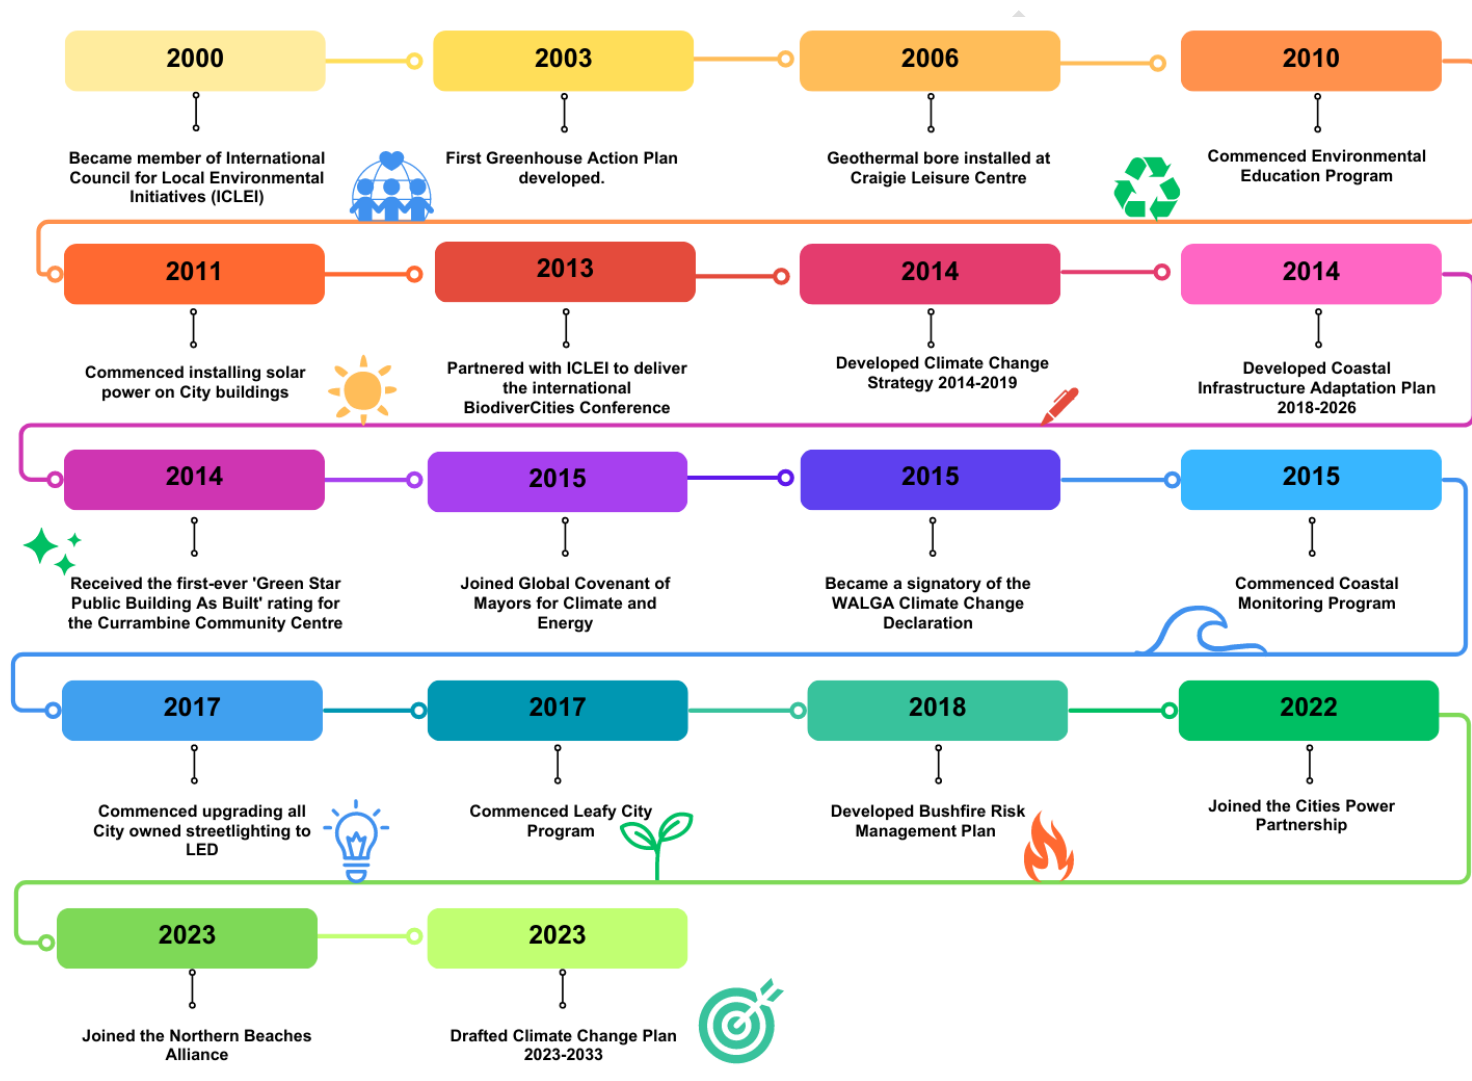 2000
Became member of International
Council for Local Environmental
Initiatives (ICLEI)
2003
First Greenhouse Action Plan
developed.
2006
Geothermal bore installed at
Craigie Leisure Centre
2010
Commenced Environmental
Education Program
2011
Commenced installing solar
power on City buildings
2013
Partnered with ICLEI to deliver
the international
BiodiverCities Conference
2014
Developed Climate Change
Strategy 2014-2019
2014
Developed Coastal
Infrastructure Adaptation Plan
2018-2026
2014
Received the first-ever 'Green Star
Public Building As Built' rating for
the Currambine Community Centre
2015
Joined Global Covenant of
Mayors for Climate and
Energy
2015
Became a signatory of the
WALGA Climate Change
Declaration
2015
Commenced Coastal
Monitoring Program
2017
Commenced upgrading all
City owned streetlighting to
LED
2017
Commenced Leafy City
Program
2018
Developed Bushfire Risk
Management Plan
2022
Joined the Cities Power
Partnership
2023
Joined the Northern Beaches
Alliance
2023
Drafted Climate Change Plan
2023-2033